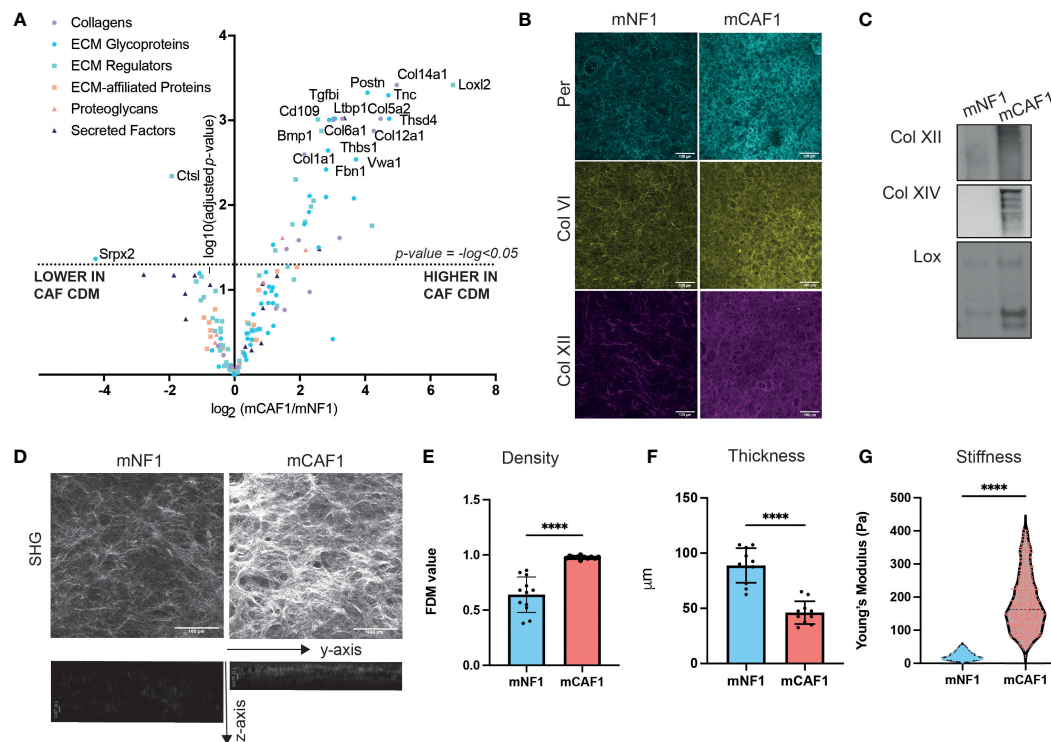 A
Collagens
ECM Glycoproteins
ECM Regulators
ECM-affiliated Proteins
Proteoglycans
Secreted Factors
4
3
2
1
log10(adjusted p-value)
Col14a1
Loxl2
Postn
Tnc
Tgfbi
Ltbp1
Col5a2
Cd109
Thsd4
Bmp1
Col6a1
Col12a1
Thbs1
Col1a1
Vwa1
Fbn1
Ctsl
Srpx2
p-value = -log<0.05
LOWER IN
CAF CDM
HIGHER IN
CAF CDM
-4 -2 0 2 4 6 8
log2 (mCAF1/mNF1)
B
mNF1 mCAF1
Per
Col VI
Col XII
C
mNF1 mCAF1
Col XII
Col XIV
Lox
D
mNF1 mCAF1
SHG
100 μm
y-axis
z-axis
E
Density
****
FDM value
1.5
1.0
0.5
0.0
mNF1 mCAF1
F
Thickness
****
μm
150
100
50
0
mNF1 mCAF1
G
Stiffness
****
Young's Modulus (Pa)
500
400
300
200
100
0
mNF1 mCAF1